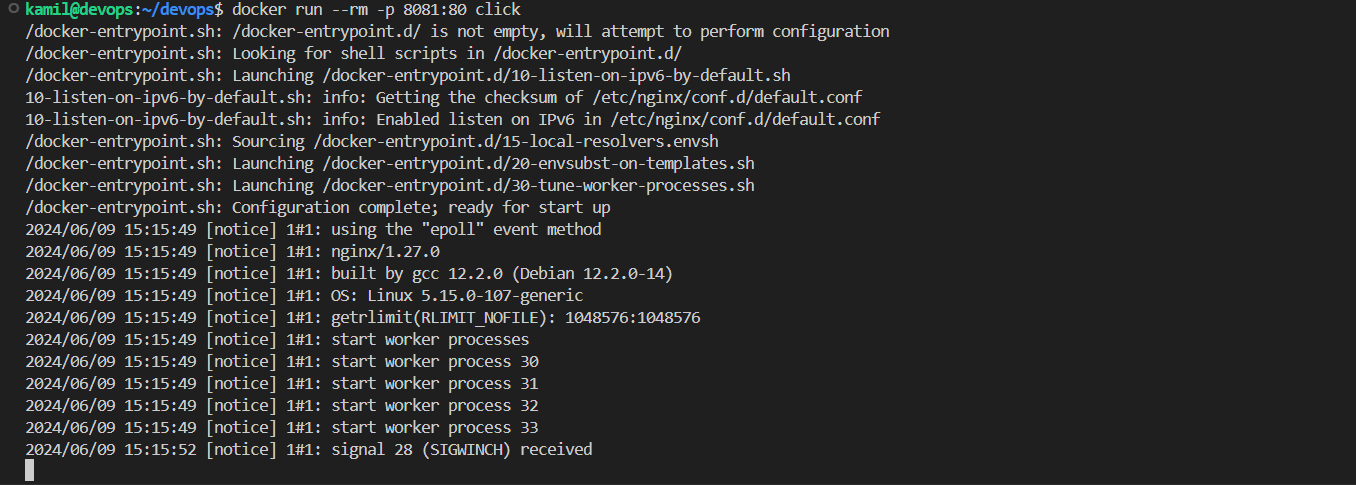 kamil@devops:~/devops$ docker run --rm -p 8081:80 click
/docker-entrypoint.sh: /docker-entrypoint.d/ is not empty, will attempt to perform configuration
/docker-entrypoint.sh: Looking for shell scripts in /docker-entrypoint.d/
/docker-entrypoint.sh: Launching /docker-entrypoint.d/10-listen-on-ipv6-by-default.sh
10-listen-on-ipv6-by-default.sh: info: Getting the checksum of /etc/nginx/conf.d/default.conf
10-listen-on-ipv6-by-default.sh: info: Enabled listen on IPv6 in /etc/nginx/conf.d/default.conf
/docker-entrypoint.sh: Sourcing /docker-entrypoint.d/15-local-resolvers.envsh
/docker-entrypoint.sh: Launching /docker-entrypoint.d/20-envsubst-on-templates.sh
/docker-entrypoint.sh: Launching /docker-entrypoint.d/30-tune-worker-processes.sh
/docker-entrypoint.sh: Configuration complete; ready for start up
2024/06/09 15:15:49 [notice] 1#1: using the "epoll" event method
2024/06/09 15:15:49 [notice] 1#1: nginx/1.27.0
2024/06/09 15:15:49 [notice] 1#1: built by gcc 12.2.0 (Debian 12.2.0-14)
2024/06/09 15:15:49 [notice] 1#1: OS: Linux 5.15.0-107-generic
2024/06/09 15:15:49 [notice] 1#1: getrlimit(RLIMIT_NOFILE): 1048576:1048576
2024/06/09 15:15:49 [notice] 1#1: start worker processes
2024/06/09 15:15:49 [notice] 1#1: start worker process 30
2024/06/09 15:15:49 [notice] 1#1: start worker process 31
2024/06/09 15:15:49 [notice] 1#1: start worker process 32
2024/06/09 15:15:49 [notice] 1#1: start worker process 33
2024/06/09 15:15:52 [notice] 1#1: signal 28 (SIGWINCH) received